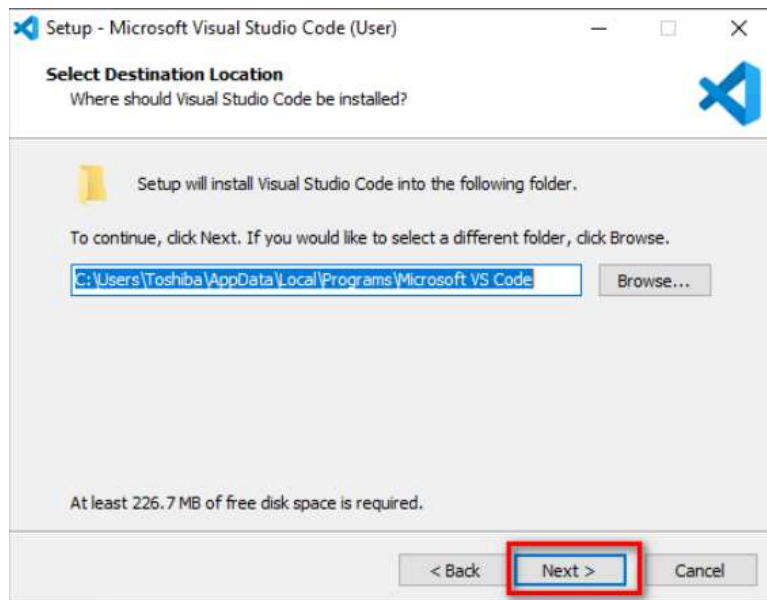 Setup - Microsoft Visual Studio Code (User)
Select Destination Location
Where should Visual Studio Code be installed?
Setup will install Visual Studio Code into the following folder.
To continue, click Next. If you would like to select a different folder, click Browse.
C:\Users\Toshiba\AppData\Local\Programs\Microsoft VS Code
Browse...
At least 226.7 MB of free disk space is required.
< Back
Next >
Cancel